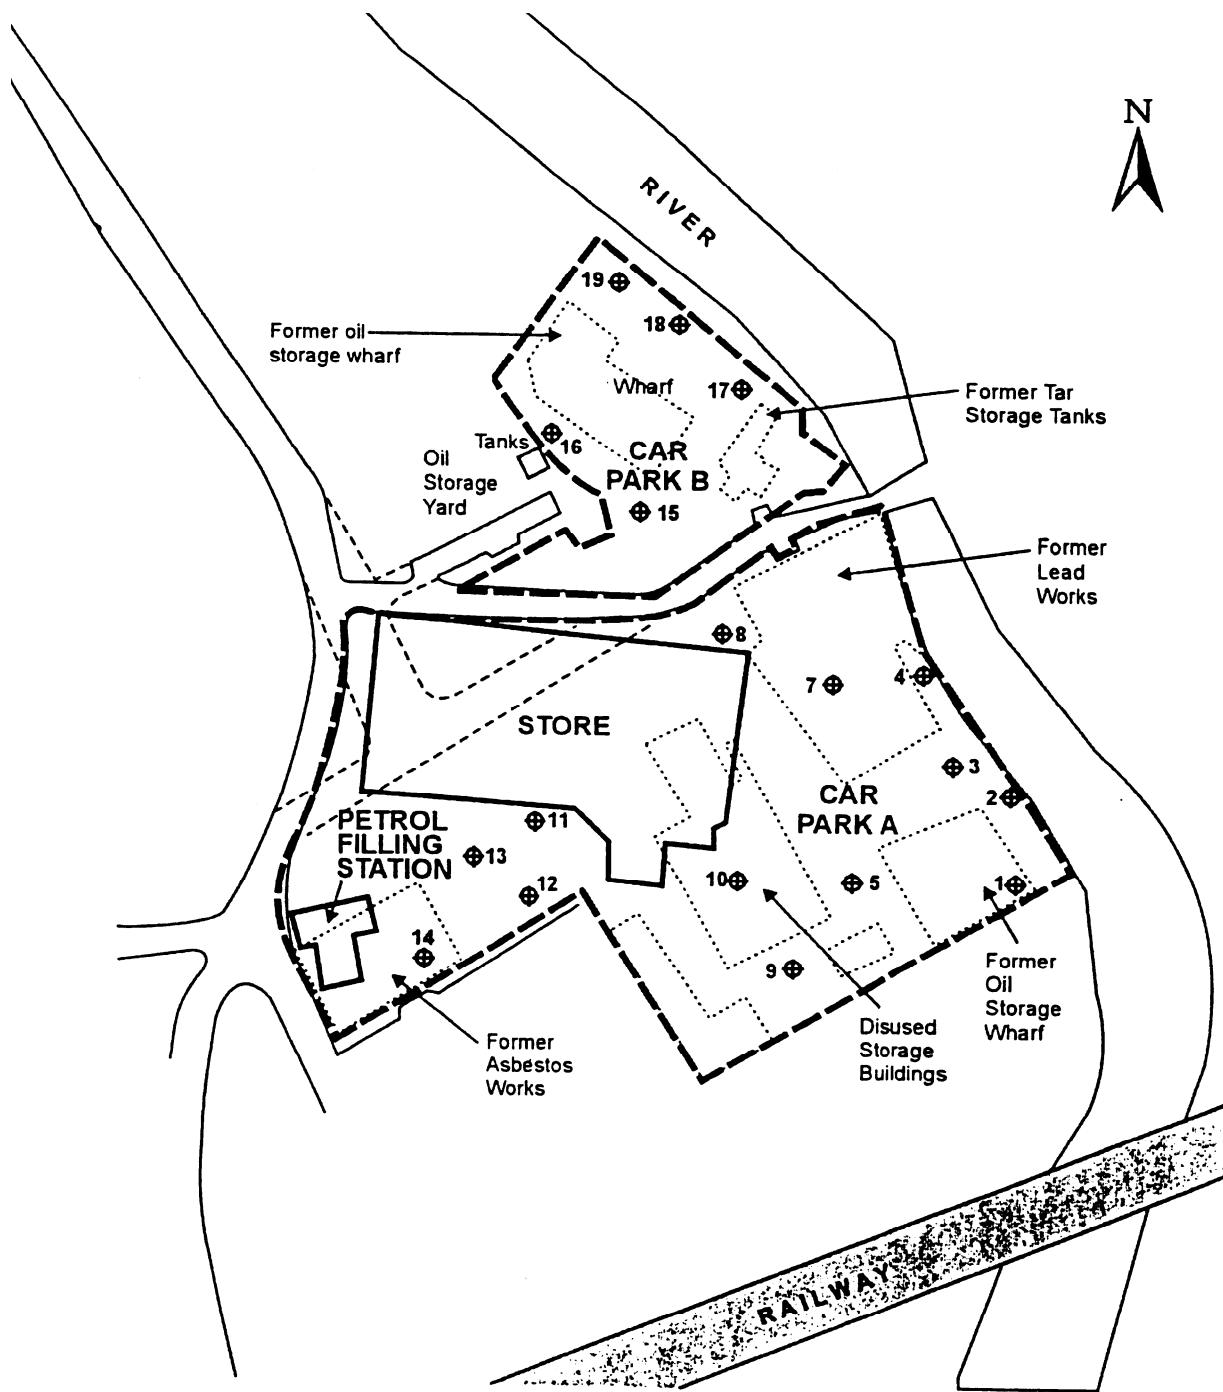 N
RIVER
19
18
Former oil
storage wharf
Wharf
17
Former Tar
Storage Tanks
Tanks
16
Oil
Storage
Yard
CAR
PARK B
15
Former
Lead
Works
8
7
4
STORE
3
2
CAR
PARK A
PETROL
FILLING
STATION
11
13
12
10
5
1
14
9
Former
Oil
Storage
Wharf
Former
Asbestos
Works
Disused
Storage
Buildings
RAILWAY